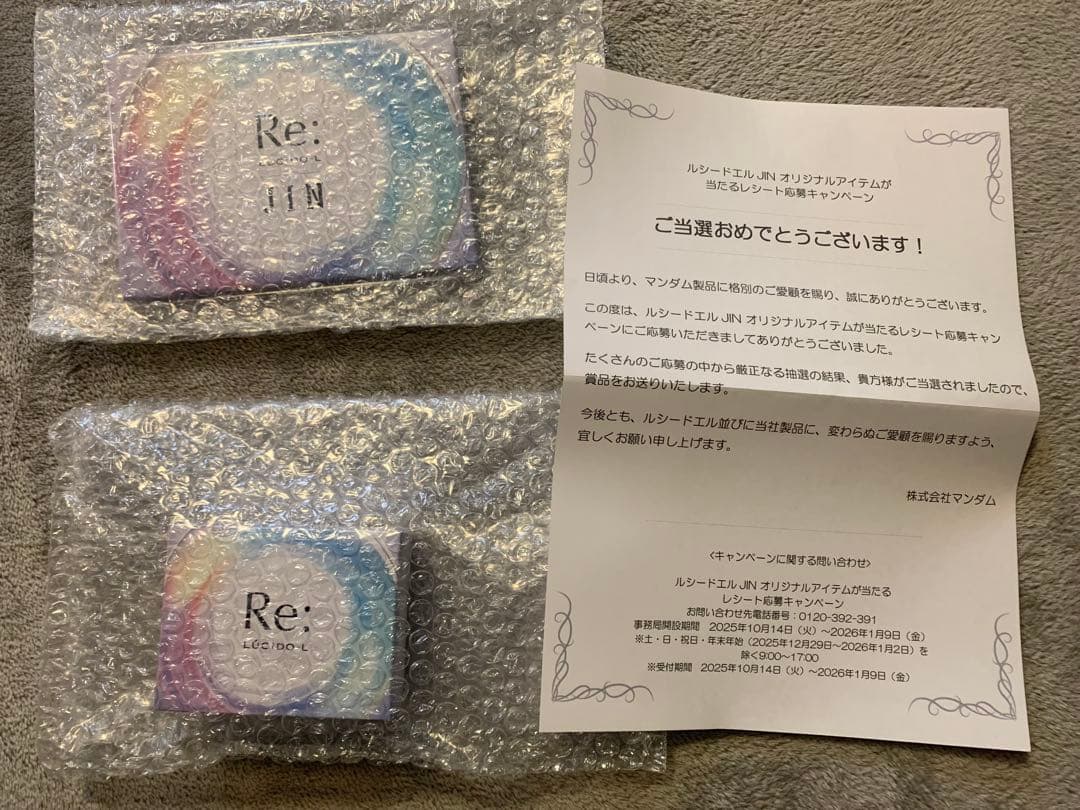 Re:
LÚCIDO-L
JIN
Re:
LÚCIDO-L
ルシードエル JIN オリジナルアイテムが
当たるレシート応募キャンペーン
ご当選おめでとうございます！
日頃より、マンダム製品に格別のご愛顧を賜り、誠にありがとうございます。
この度は、ルシードエル JIN オリジナルアイテムが当たるレシート応募キャン
ペーンにご応募いただきましてありがとうございました。
たくさんのご応募の中から厳正なる抽選の結果、貴方様がご当選されましたので、
賞品をお送りいたします。
今後とも、ルシードエル並びに当社製品に、変わらぬご愛顧を賜りますよう、
宜しくお願い申し上げます。
株式会社マンダム
<キャンペーンに関する問い合わせ>
ルシードエル JIN オリジナルアイテムが当たる
レシート応募キャンペーン
お問い合わせ先電話番号：0120-392-391
事務局開設期間 2025年10月14日（火）～2026年1月9日（金）
※土・日・祝日・年末年始（2025年12月29日～2026年1月2日）を
除く9:00～17:00
※受付期間 2025年10月14日（火）～2026年1月9日（金）